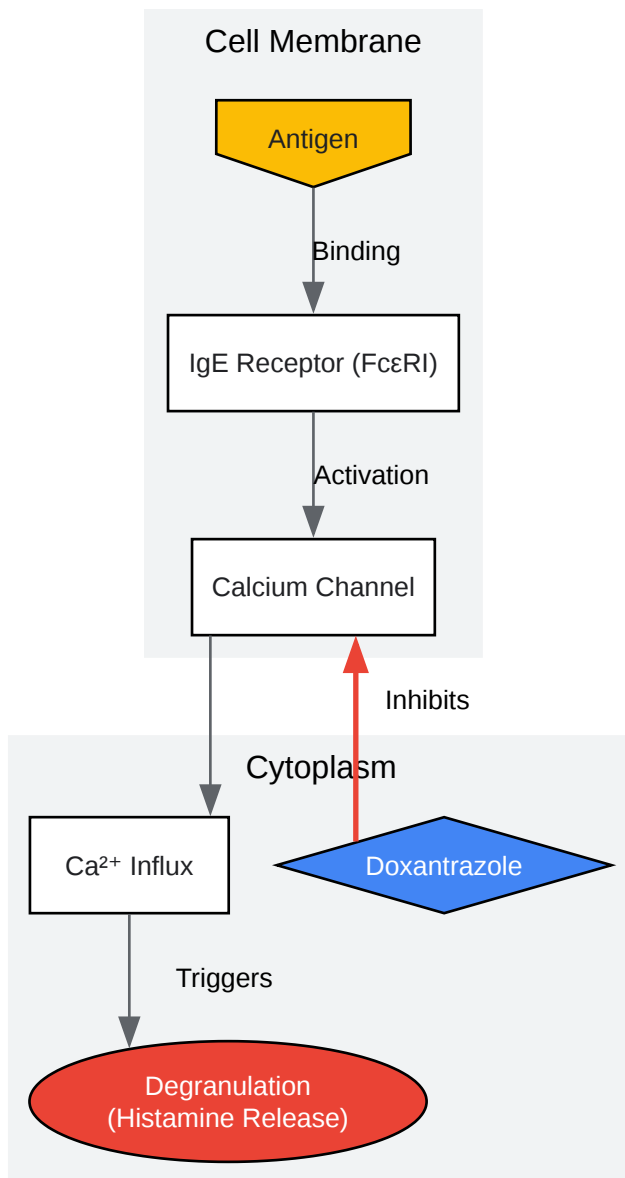 Cell Membrane
Antigen
Binding
IgE Receptor (FcεRI)
Activation
Calcium Channel
Inhibits
Cytoplasm
Ca²⁺ Influx
Doxantrazole
Triggers
Degranulation
(Histamine Release)